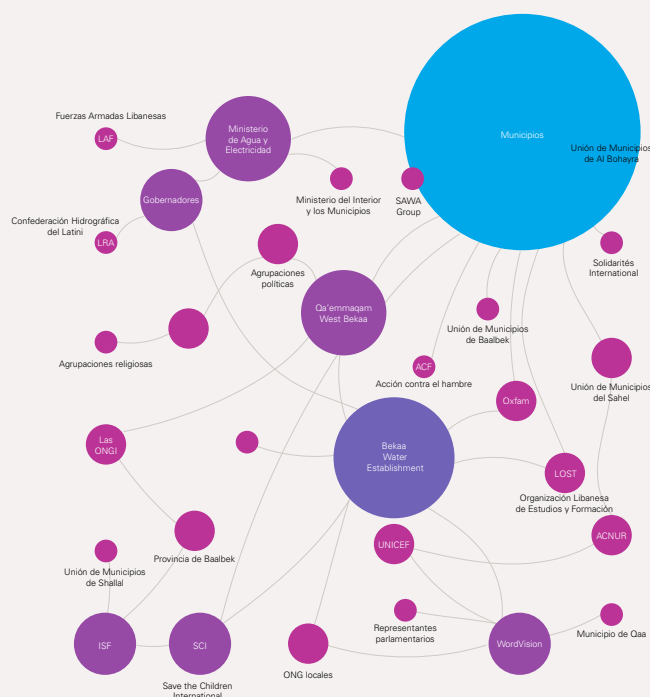 Fuerzas Armadas Libanesas
LAF
Ministerio
de Agua y
Electricidad
Municipios
Unión de Municipios
de Al Bohayra
Gobernadores
Ministerio del Interior
y los Municipios
SAWA
Group
Confederación Hidrográfica
del Latini
LRA
Solidarités
International
Agrupaciones
políticas
Qa'emmaqam
West Bekaa
Unión de Municipios
de Baalbek
Agrupaciones religiosas
ACF
Acción contra el hambre
Unión de Municipios
del Sahel
Oxfam
Las
ONGI
Bekaa
Water
Establishment
LOST
Organización Libanesa
de Estudios y Formación
ACNUR
UNICEF
Provincia de Baalbek
Unión de Municipios
de Shallal
Representantes
parlamentarios
Municipio de Qaa
ISF
SCI
WordVision
ONG locales
Save the Children
International